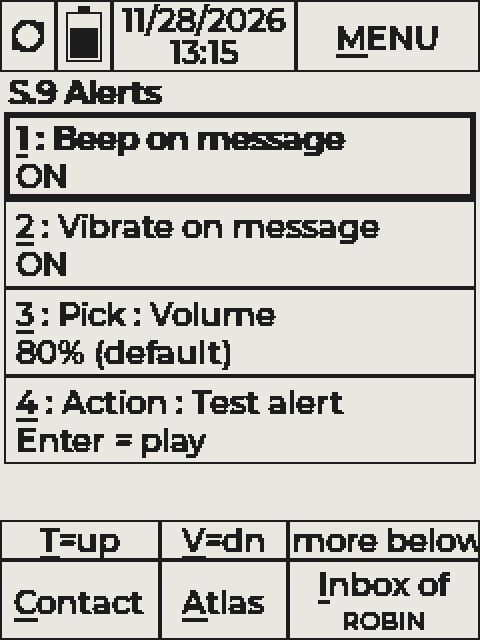 11/28/2026
13:15
MENU
5.9 Alerts
1 : Beep on message
ON
2 : Vibrate on message
ON
3 : Pick : Volume
80% (default)
4 : Action : Test alert
Enter = play
T=up
V=dn
more below
Contact
Atlas
Inbox of
ROBIN